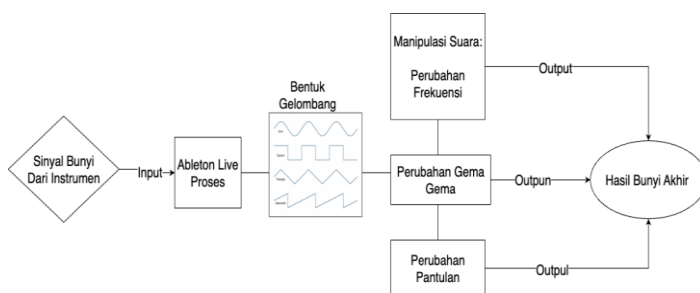 Sinyal Bunyi
Dari Instrumen
Input
Ableton Live
Proses
Bentuk
Gelombang
Manipulasi Suara:
Perubahan
Frekuensi
Output
Perubahan Gema
Gema
Outpun
Perubahan
Pantulan
Outpul
Hasil Bunyi Akhir